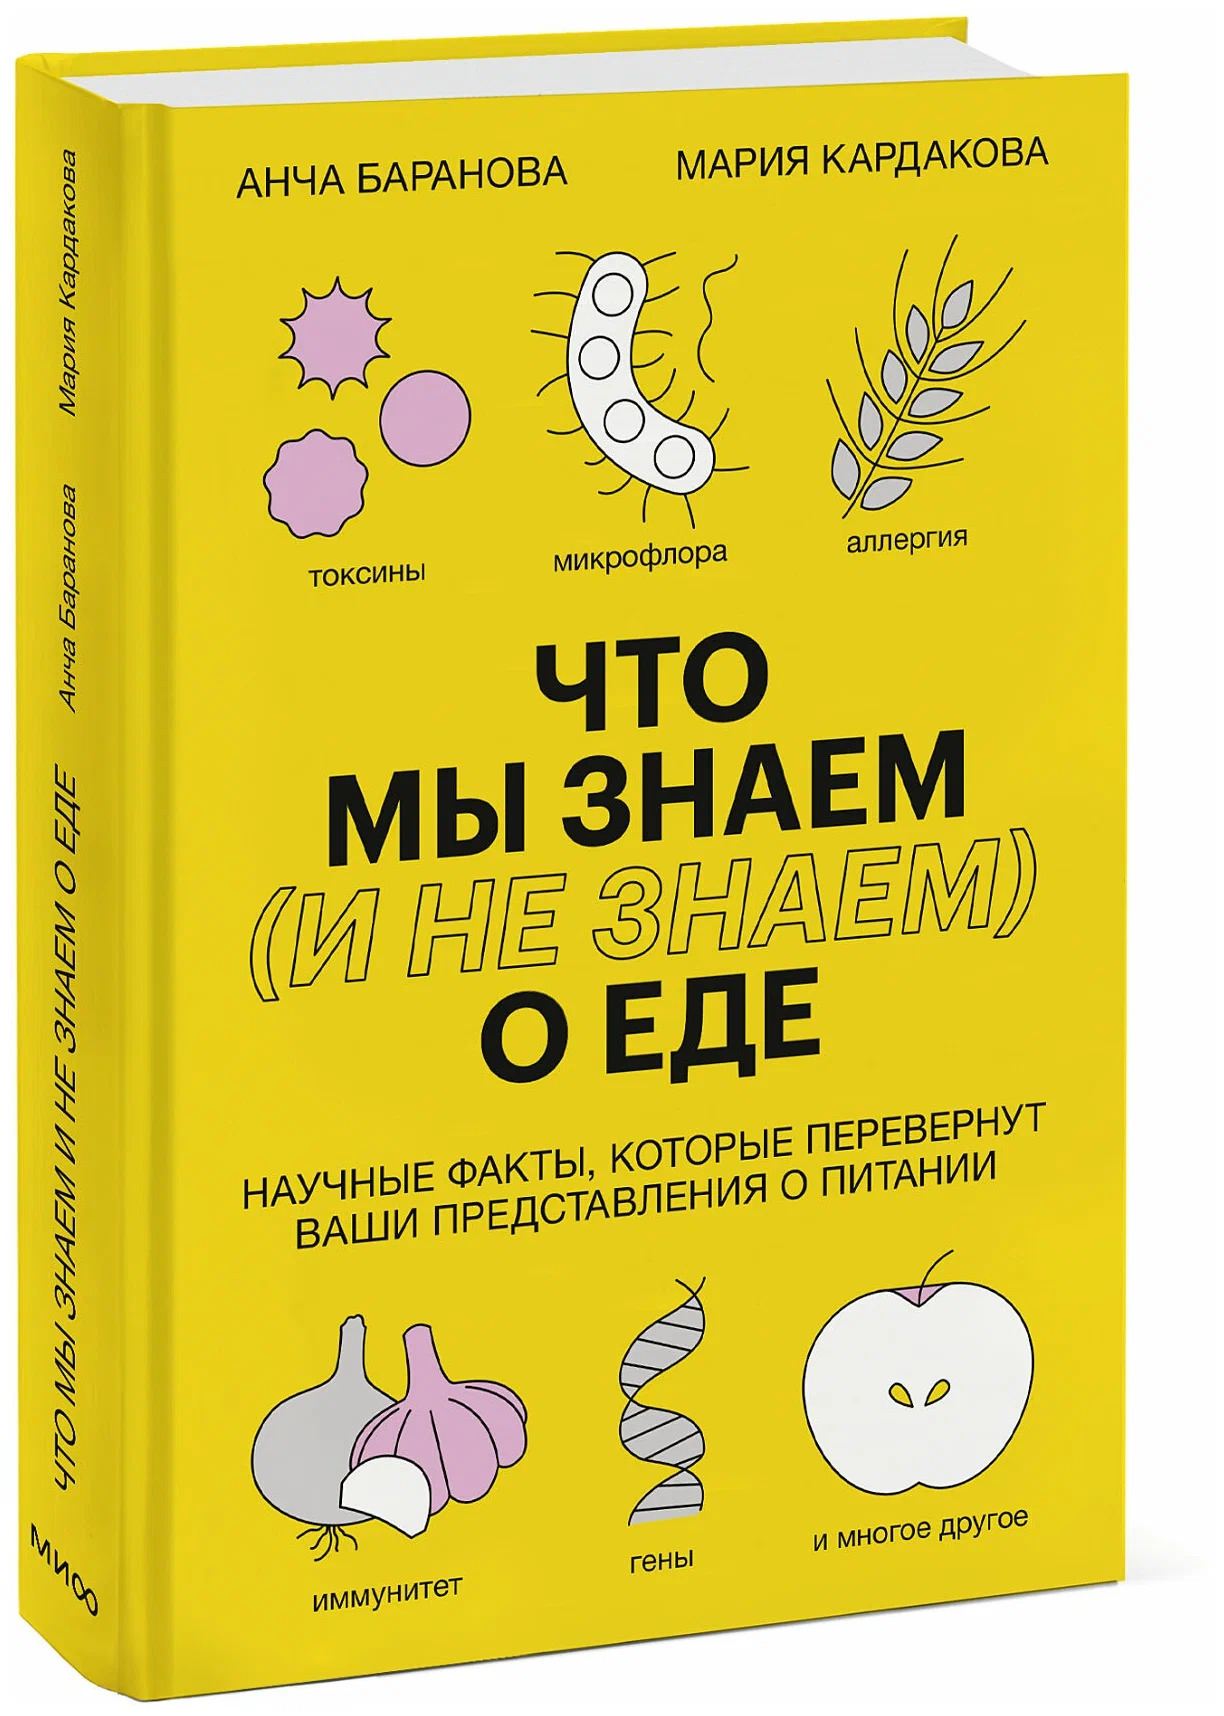 АНЧА БАРАНОВА
МАРИЯ КАРДАКОВА
токсины
микрофлора
аллергия
ЧТО
МЫ ЗНАЕМ
(И НЕ ЗНАЕМ)
О ЕДЕ
НАУЧНЫЕ ФАКТЫ, КОТОРЫЕ ПЕРЕВЕРНУТ
ВАШИ ПРЕДСТАВЛЕНИЯ О ПИТАНИИ
иммунитет
гены
и многое другое
ЧТО МЫ ЗНАЕМ И НЕ ЗНАЕМ О ЕДЕ Анча Баранова Мария Кардакова
МИФ